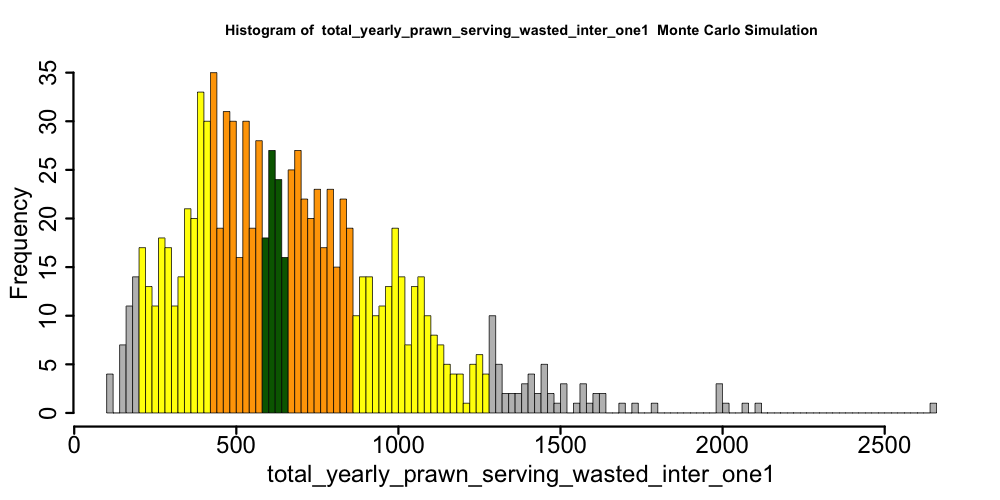 Histogram of  total_yearly_prawn_serving_wasted_inter_one1  Monte Carlo Simulation
Frequency
35
30
25
20
15
10
5
0
0 500 1000 1500 2000 2500
total_yearly_prawn_serving_wasted_inter_one1